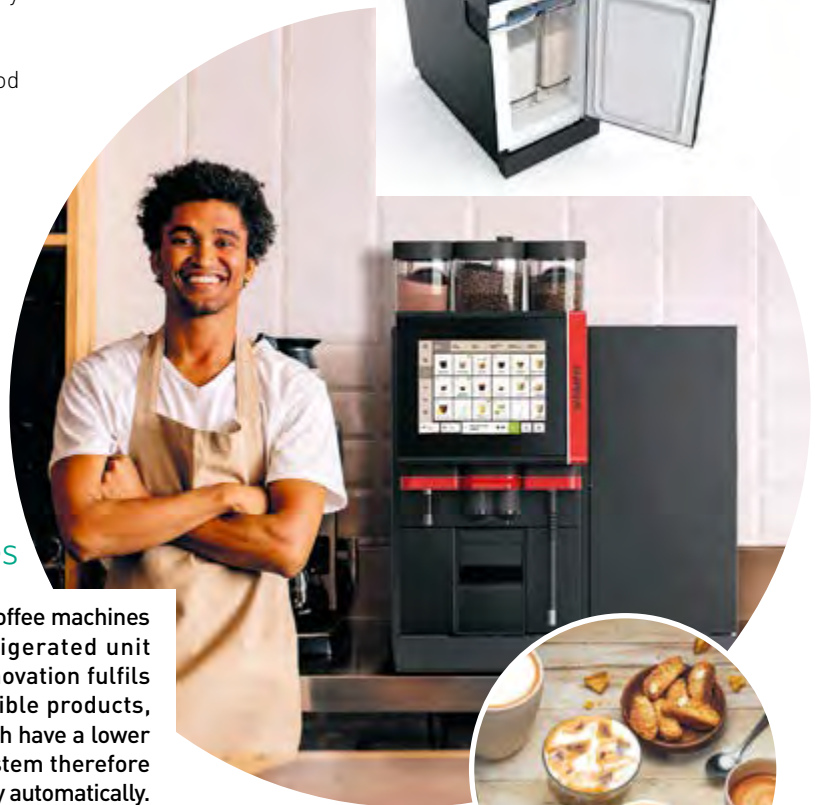 y
od
s
offee machines
igerated unit
ovation fulfils
ible products,
h have a lower
stem therefore
y automatically.